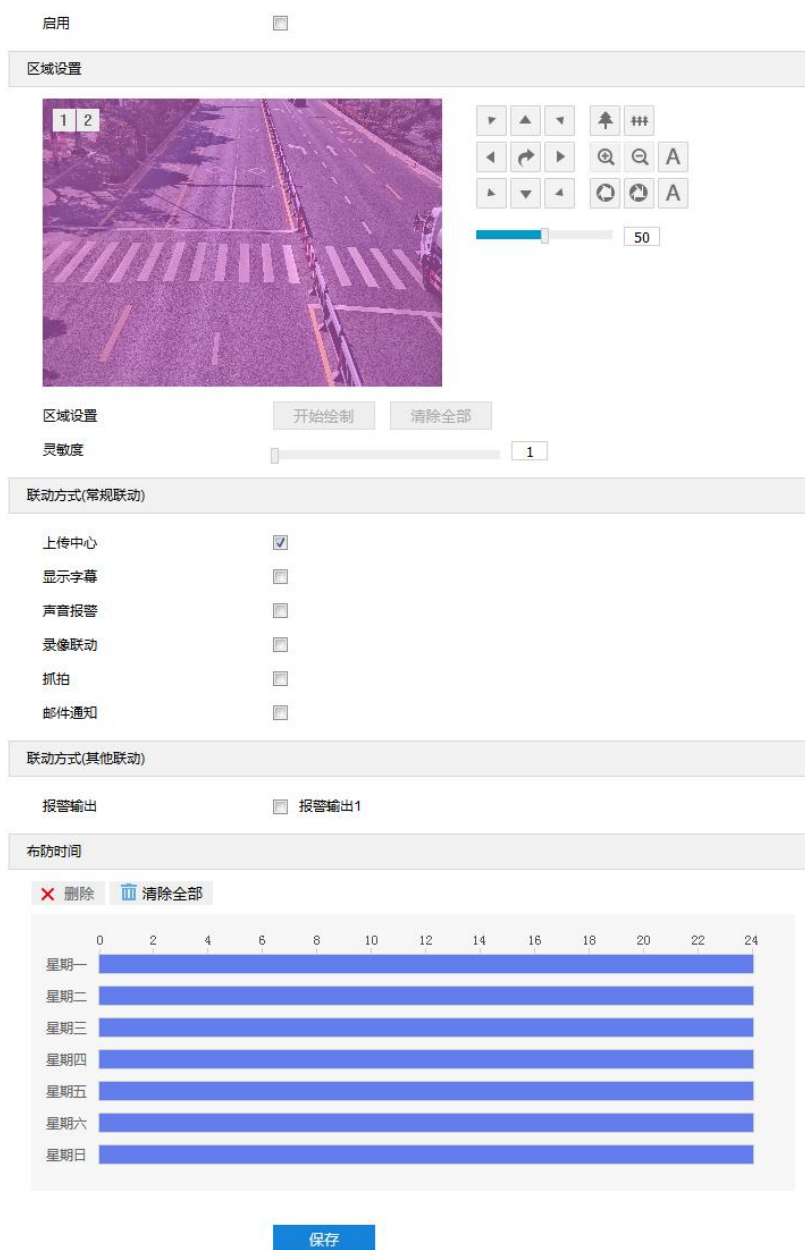 启用
区域设置
1 2
A
A
50
区域设置 开始绘制 清除全部
灵敏度 1
联动方式(常规联动)
上传中心
显示字幕
声音报警
录像联动
抓拍
邮件通知
联动方式(其他联动)
报警输出 报警输出1
布防时间
删除 清除全部
0 2 4 6 8 10 12 14 16 18 20 22 24
星期一
星期二
星期三
星期四
星期五
星期六
星期日
保存